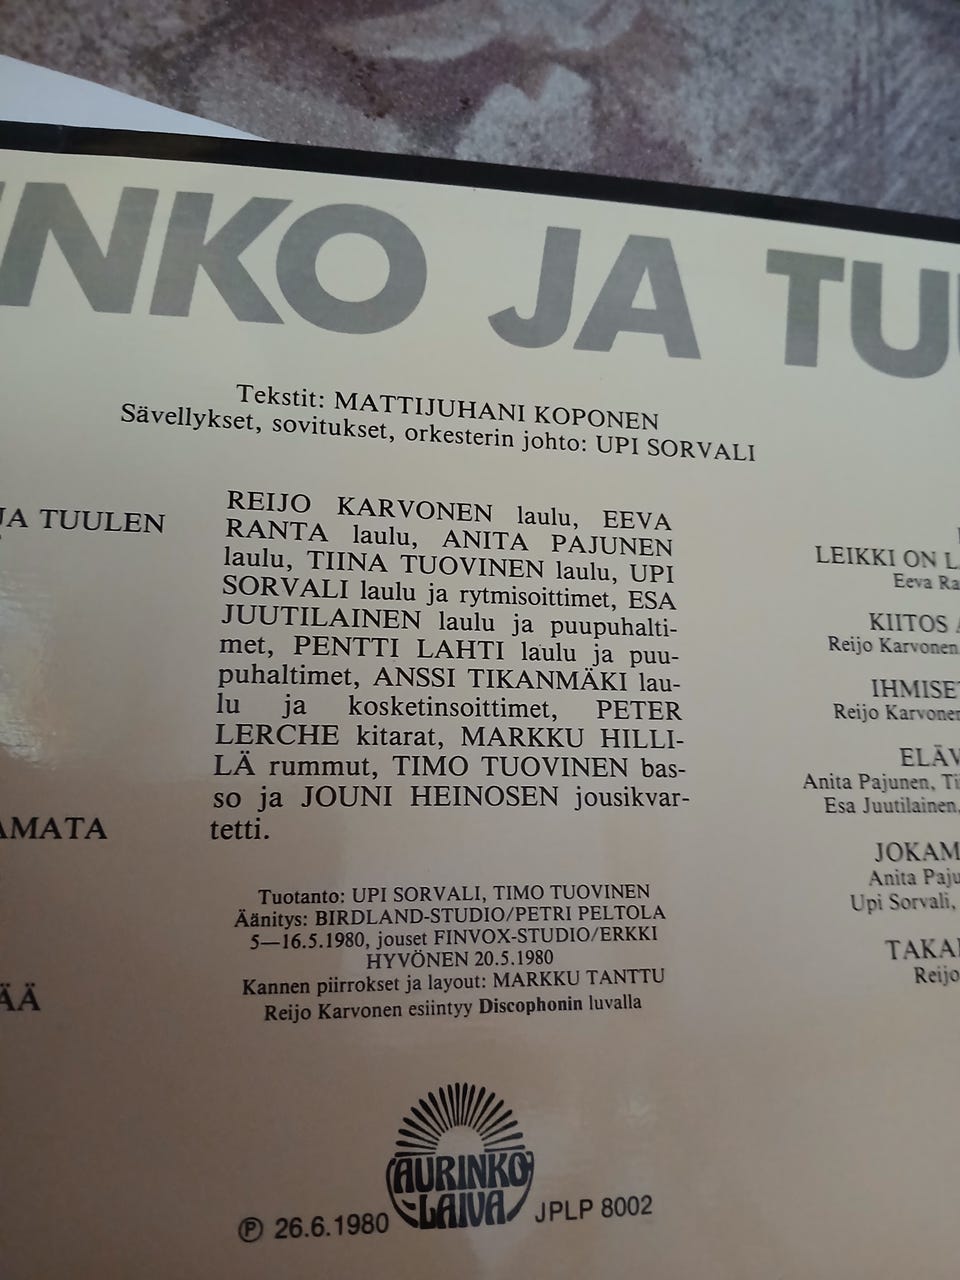 NKO JA TU
Tekstit: MATTIJUHANI KOPONEN
Sävellykset, sovitukset, orkesterin johto: UPI SORVALI
JA TUULEN
REIJO KARVONEN laulu, EEVA
RANTA laulu, ANITA PAJUNEN
laulu, TIINA TUOVINEN laulu, UPI
SORVALI laulu ja rytmisoittimet, ESA
JUUTILAINEN laulu ja puupuhalti-
met, PENTTI LAHTI laulu ja puu-
puhaltimet, ANSSI TIKANMÄKI lau-
lu ja kosketinsoittimet, PETER
LERCHE kitarat, MARKKU HILLI-
LÄ rummut, TIMO TUOVINEN bas-
so ja JOUNI HEINOSEN jousikvar-
tetti.
AMATA
ÄÄ
LEIKKI ON L
Eeva Ra
KIITOS A
Reijo Karvonen,
IHMISE
Reijo Karvonen
ELÄV
Anita Pajunen, Ti
Esa Juutilainen,
JOKAM
Anita Paju
Upi Sorvali,
TAKA
Reijo
Tuotanto: UPI SORVALI, TIMO TUOVINEN
Äänitys: BIRDLAND-STUDIO/PETRI PELTOLA
5—16.5.1980, jouset FINVOX-STUDIO/ERKKI
HYVÖNEN 20.5.1980
Kannen piirrokset ja layout: MARKKU TANTTU
Reijo Karvonen esiintyy Discophonin luvalla
AURINKO
-LAIVA
℗ 26.6.1980
JPLP 8002